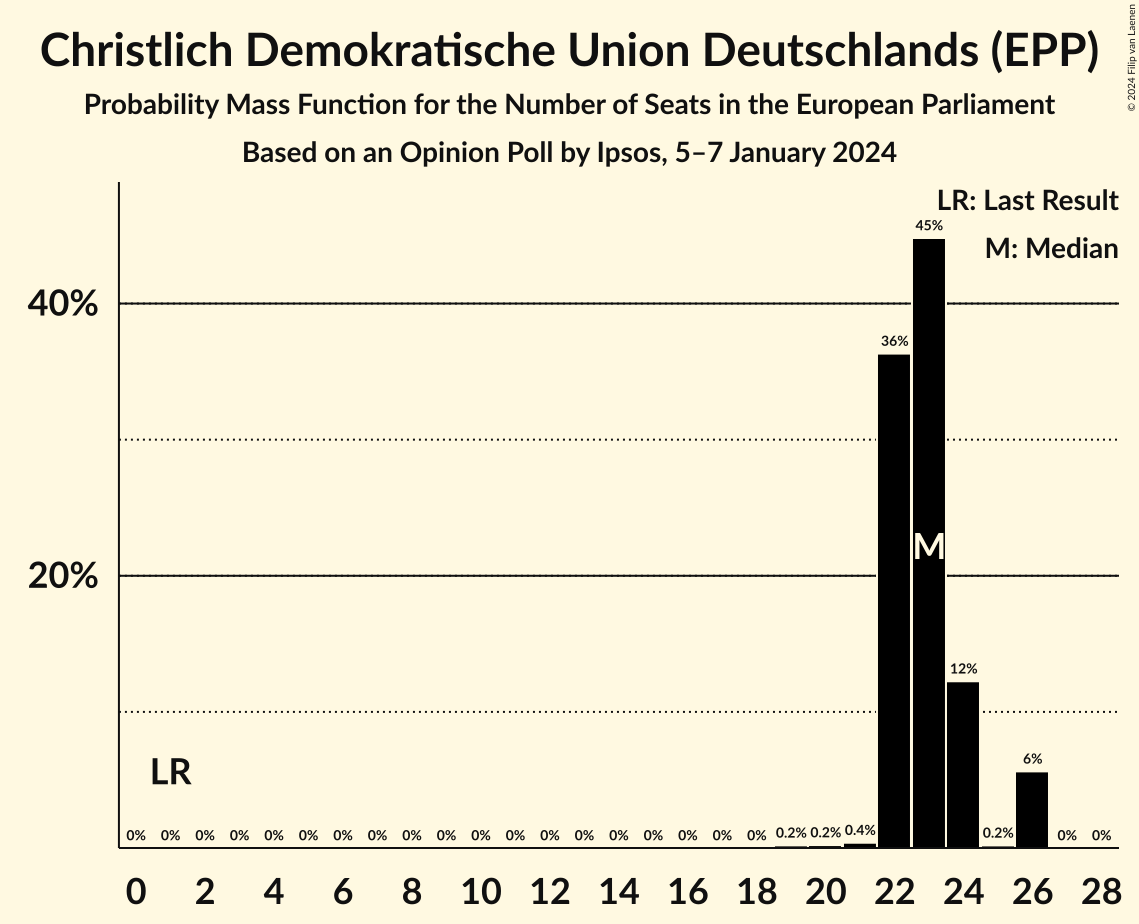 Christlich Demokratische Union Deutschlands (EPP)
Probability Mass Function for the Number of Seats in the European Parliament
Based on an Opinion Poll by Ipsos, 5–7 January 2024
© 2024 Filip van Laenen
LR: Last Result
M: Median
45%
40%
36%
M
20%
12%
LR
6%
0% 0% 0% 0% 0% 0% 0% 0% 0% 0% 0% 0% 0% 0% 0% 0% 0% 0% 0% 0.2% 0.2% 0.4% 0.2% 0% 0%
0 2 4 6 8 10 12 14 16 18 20 22 24 26 28